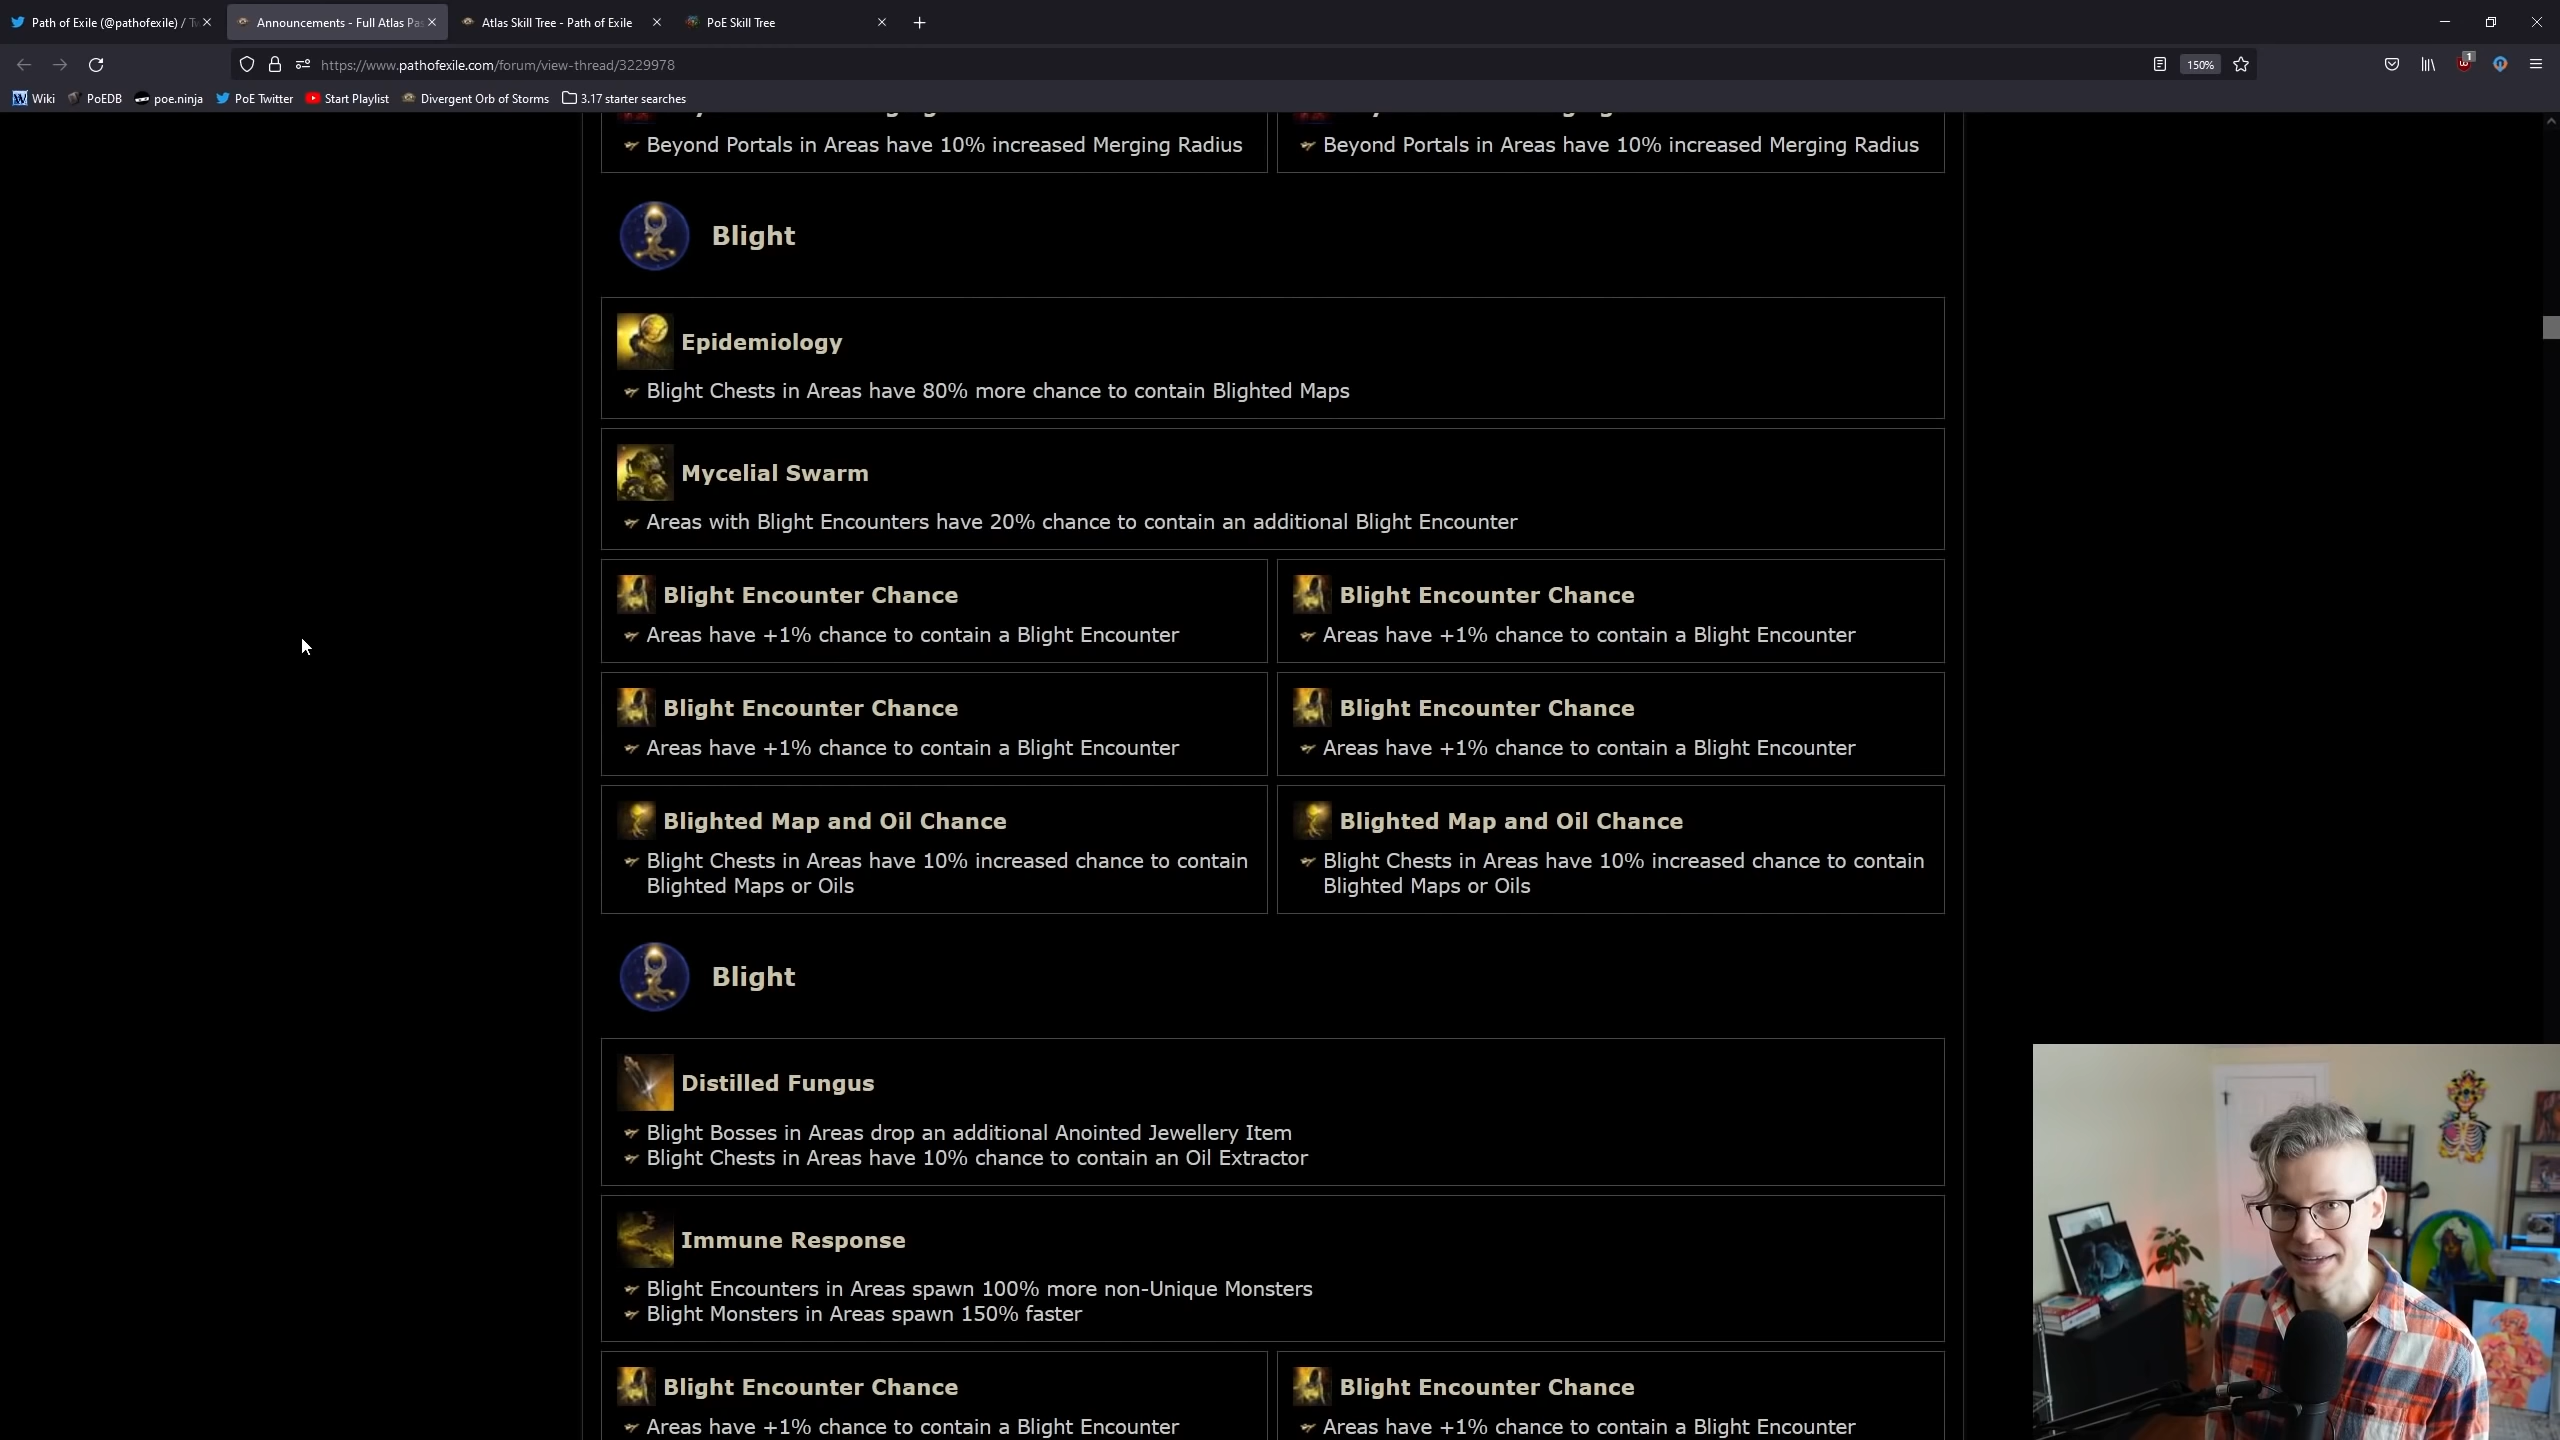 Path of Exile (@pathofexile) / Tw
Announcements - Full Atlas Pas
Atlas Skill Tree - Path of Exile
PoE Skill Tree
https://www.pathofexile.com/forum/view-thread/3229978
150%
1
Wiki
PoEDB
poe.ninja
PoE Twitter
Start Playlist
Divergent Orb of Storms
3.17 starter searches
Beyond Portals in Areas have 10% increased Merging Radius
Beyond Portals in Areas have 10% increased Merging Radius
Blight
Epidemiology
Blight Chests in Areas have 80% more chance to contain Blighted Maps
Mycelial Swarm
Areas with Blight Encounters have 20% chance to contain an additional Blight Encounter
Blight Encounter Chance
Areas have +1% chance to contain a Blight Encounter
Blight Encounter Chance
Areas have +1% chance to contain a Blight Encounter
Blight Encounter Chance
Areas have +1% chance to contain a Blight Encounter
Blight Encounter Chance
Areas have +1% chance to contain a Blight Encounter
Blighted Map and Oil Chance
Blight Chests in Areas have 10% increased chance to contain
Blighted Maps or Oils
Blighted Map and Oil Chance
Blight Chests in Areas have 10% increased chance to contain
Blighted Maps or Oils
Blight
Distilled Fungus
Blight Bosses in Areas drop an additional Anointed Jewellery Item
Blight Chests in Areas have 10% chance to contain an Oil Extractor
Immune Response
Blight Encounters in Areas spawn 100% more non-Unique Monsters
Blight Monsters in Areas spawn 150% faster
Blight Encounter Chance
Areas have +1% chance to contain a Blight Encounter
Blight Encounter Chance
Areas have +1% chance to contain a Blight Encounter